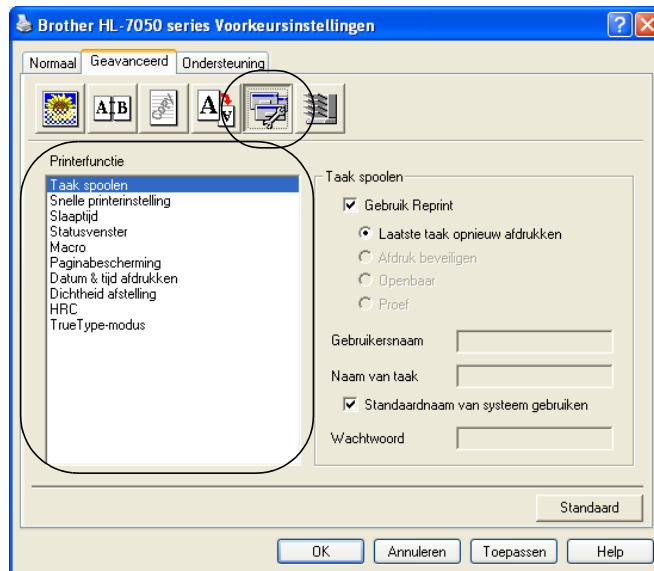 Brother HL-7050 series Voorkeursinstellingen
Normaal Geavanceerd Ondersteuning
Printerfunctie
Taak spoolen
Snelle printerinstelling
Slaaptijd
Statusvenster
Macro
Paginabescherming
Datum & tijd afdrukken
Dichtheid afstelling
HRC
TrueType-modus
Taak spoolen
Gebruik Reprint
Laatste taak opnieuw afdrukken
Afdruk beveiligen
Openbaar
Proef
Gebruikersnaam
Naam van taak
Standaardnaam van systeem gebruiken
Wachtwoord
Standaard
OK Annuleren Toepassen Help